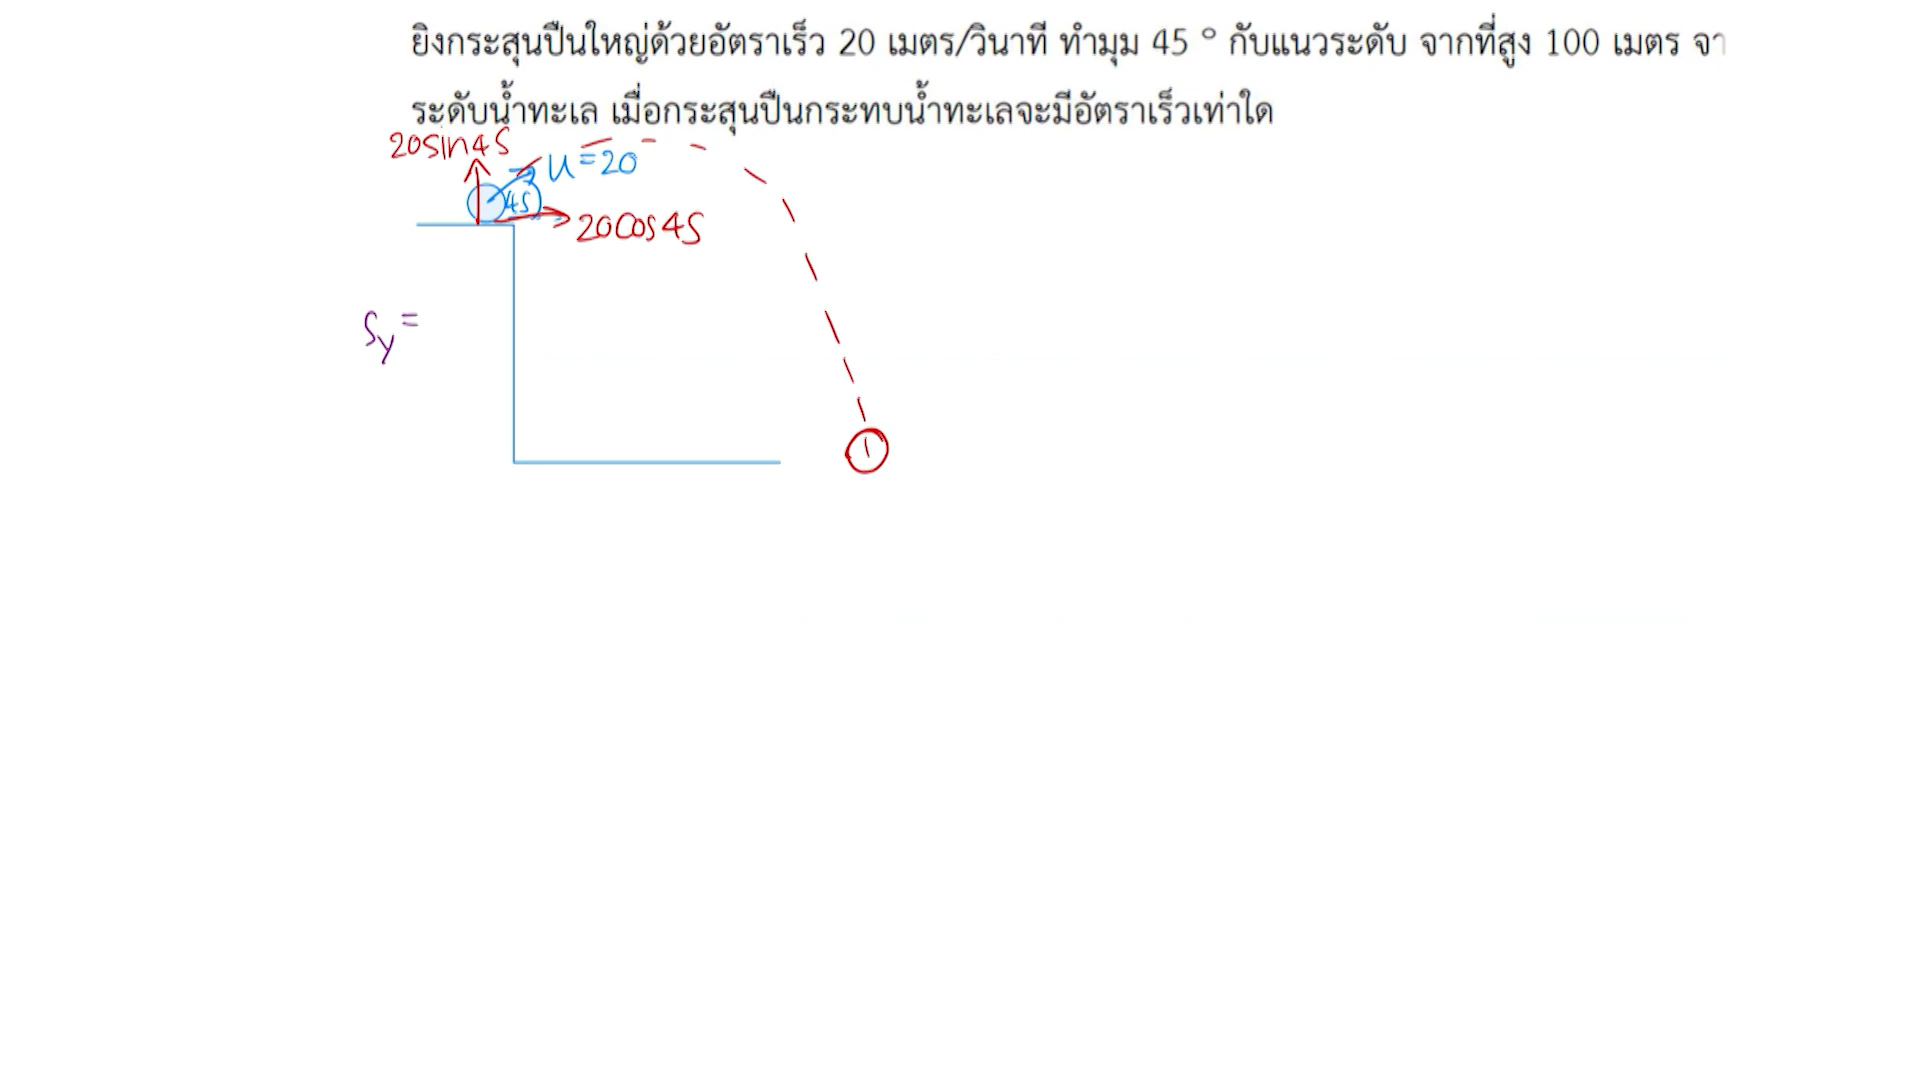 ยิงกระสุนปืนใหญ่ด้วยอัตราเร็ว 20 เมตร/วินาที ทำมุม 45 ° กับแนวระดับ จากที่สูง 100 เมตร จา
ระดับน้ำทะเล เมื่อกระสุนปืนกระทบน้ำทะเลจะมีอัตราเร็วเท่าใด
20sin45
u=20
45
20cos45
Sy=
1